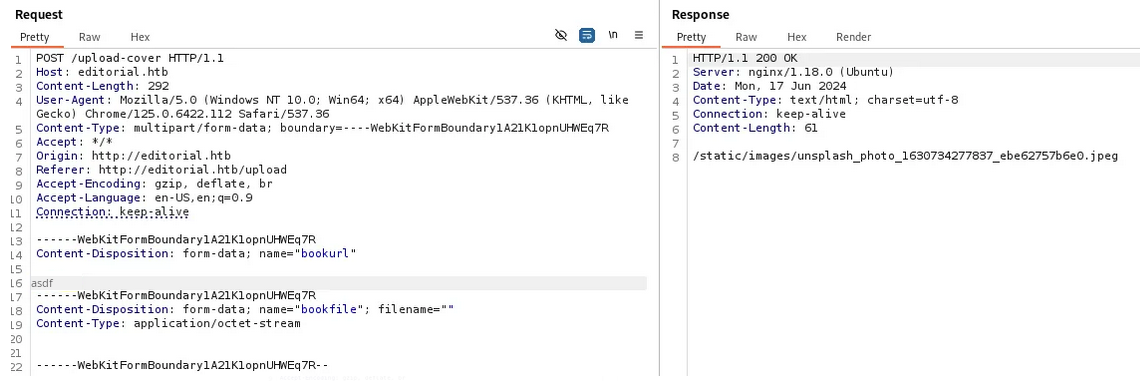 Request
Pretty Raw Hex
\n
1 POST /upload-cover HTTP/1.1
2 Host: editorial.htb
3 Content-Length: 292
4 User-Agent: Mozilla/5.0 (Windows NT 10.0; Win64; x64) AppleWebKit/537.36 (KHTML, like
Gecko) Chrome/125.0.6422.112 Safari/537.36
5 Content-Type: multipart/form-data; boundary=----WebKitFormBoundary1A21K1opnUHWEq7R
6 Accept: */*
7 Origin: http://editorial.htb
8 Referer: http://editorial.htb/upload
9 Accept-Encoding: gzip, deflate, br
10 Accept-Language: en-US,en;q=0.9
11 Connection: keep-alive
12
13 ------WebKitFormBoundary1A21K1opnUHWEq7R
14 Content-Disposition: form-data; name="bookurl"
15
16 asdf
17 ------WebKitFormBoundary1A21K1opnUHWEq7R
18 Content-Disposition: form-data; name="bookfile"; filename=""
19 Content-Type: application/octet-stream
20
21
22 ------WebKitFormBoundary1A21K1opnUHWEq7R--
Response
Pretty Raw Hex Render
1 HTTP/1.1 200 OK
2 Server: nginx/1.18.0 (Ubuntu)
3 Date: Mon, 17 Jun 2024
4 Content-Type: text/html; charset=utf-8
5 Connection: keep-alive
6 Content-Length: 61
7
8 /static/images/unsplash_photo_1630734277837_ebe62757b6e0.jpeg